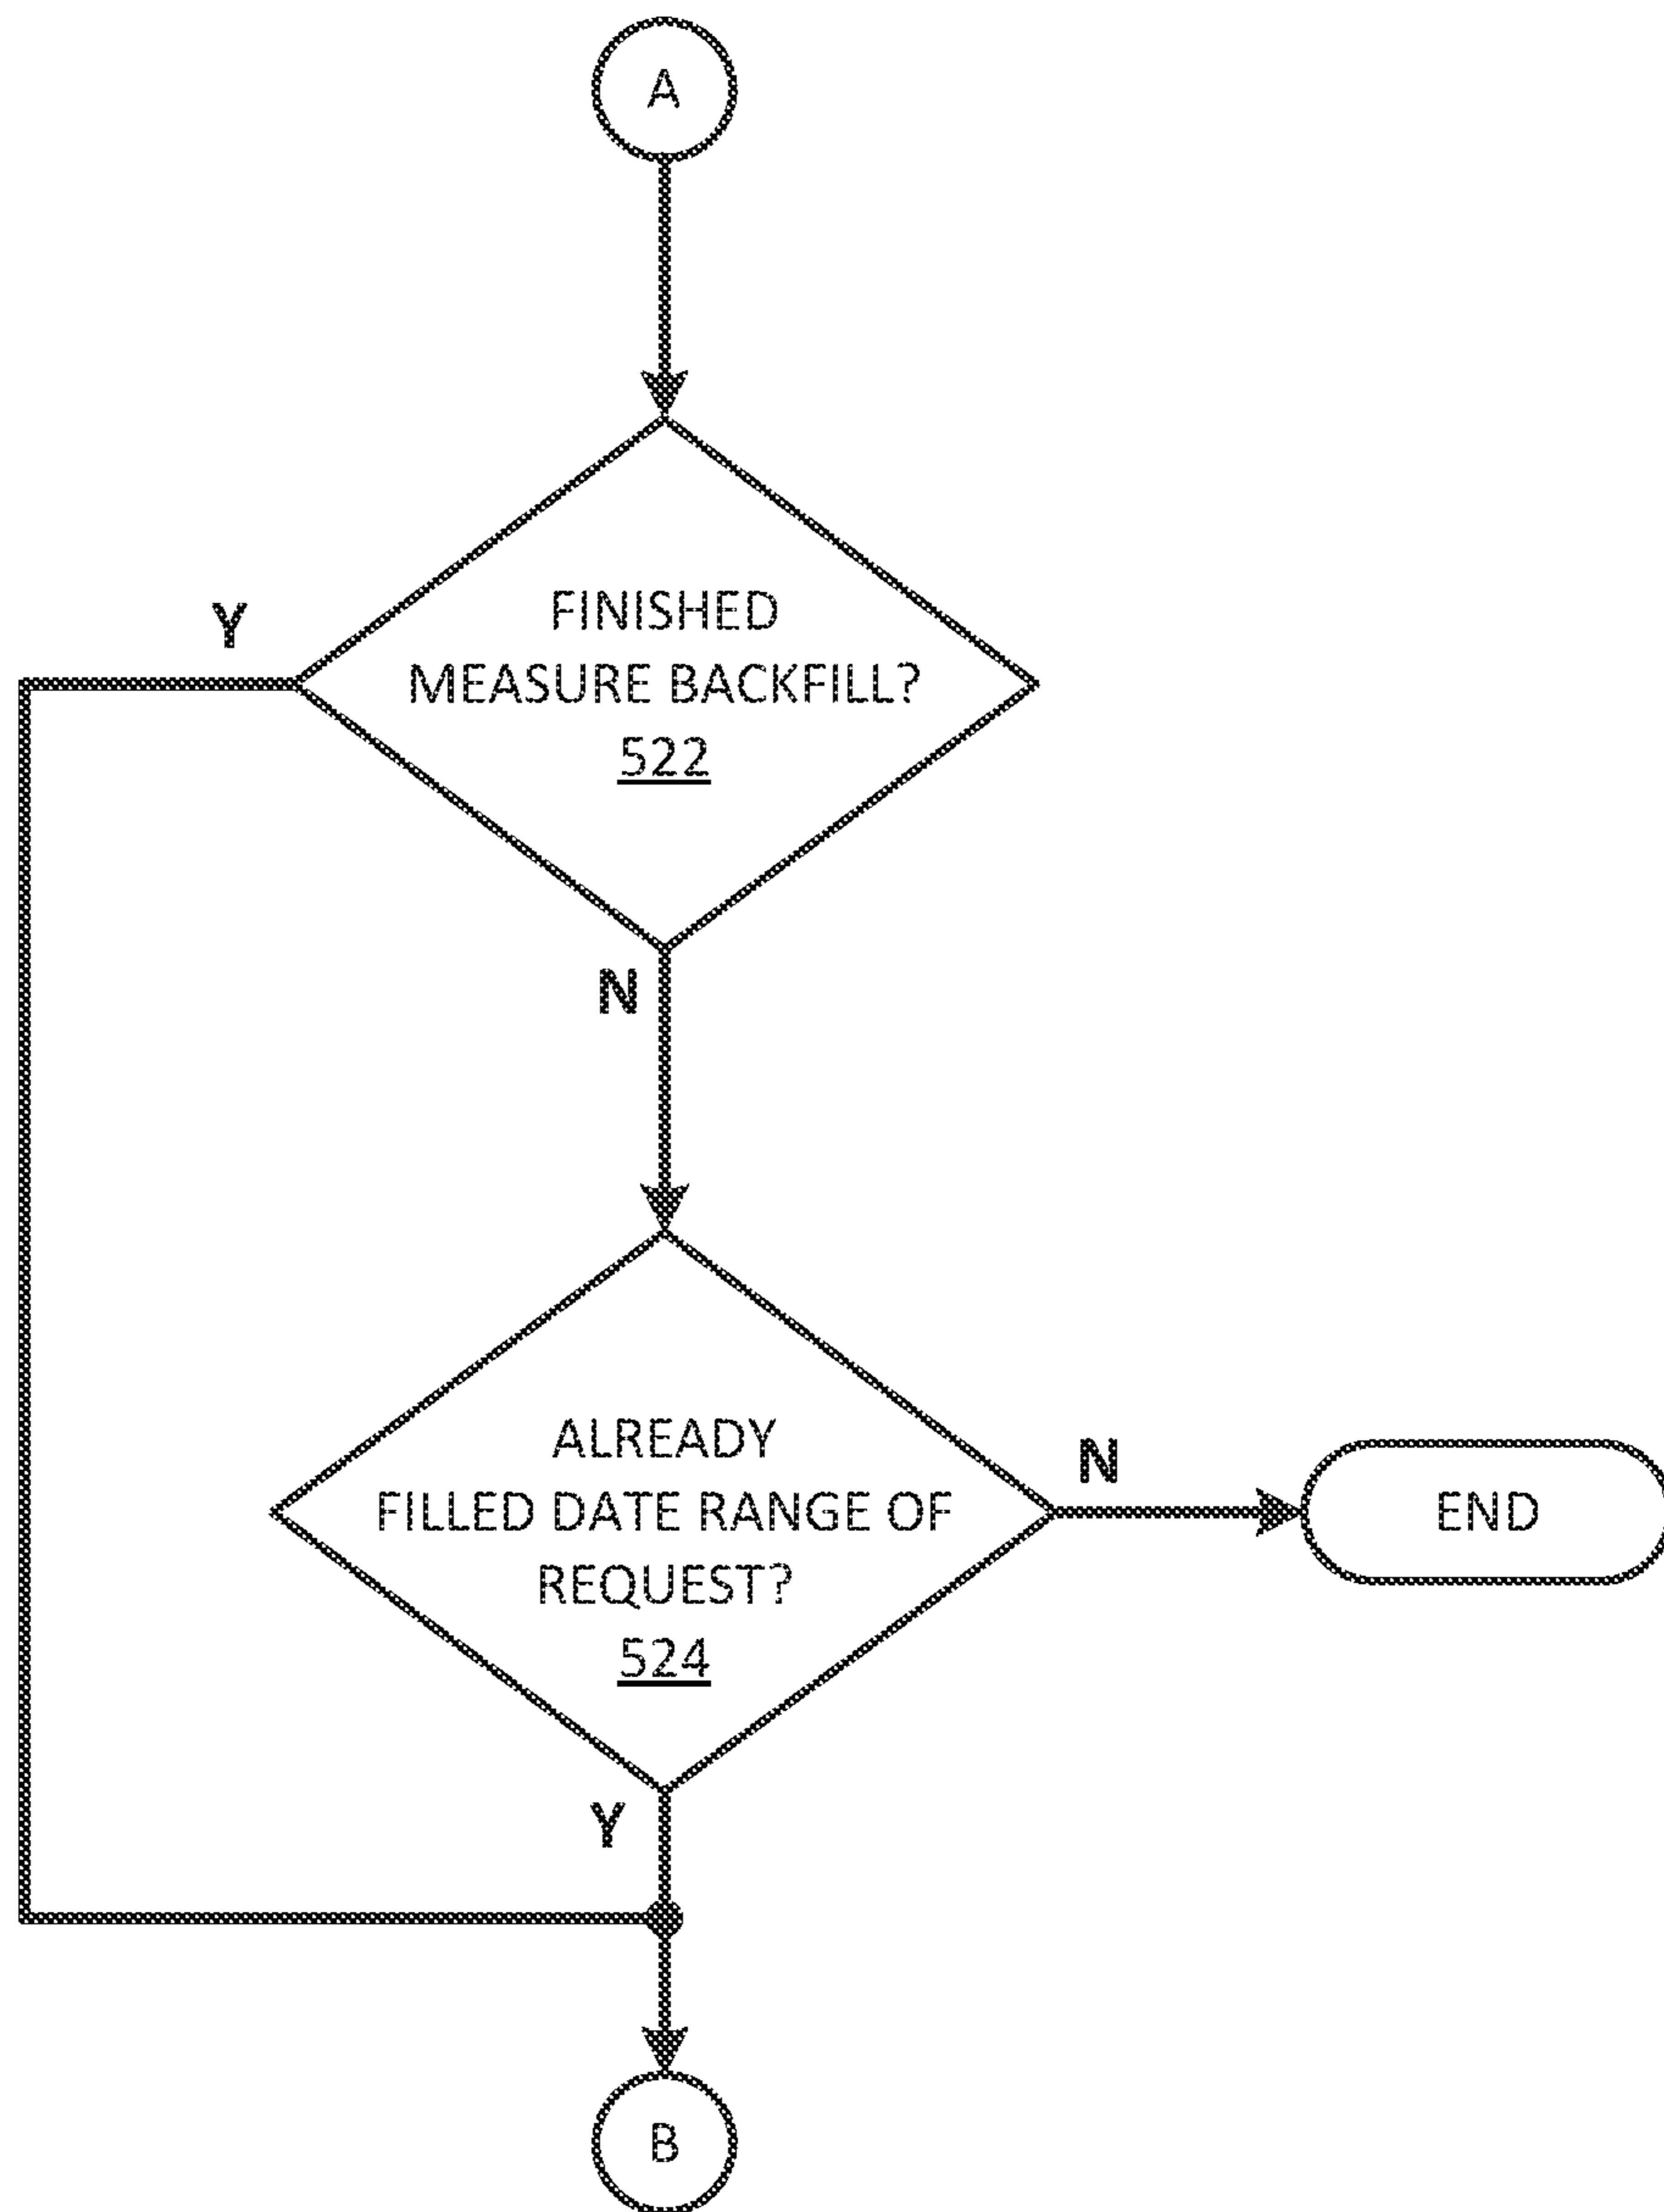 A
FINISHED
Y
MEASURE BACKFILL?
522
N
ALREADY
N
FILLED DATE RANGE OF
END
REQUEST?
524
Y
B